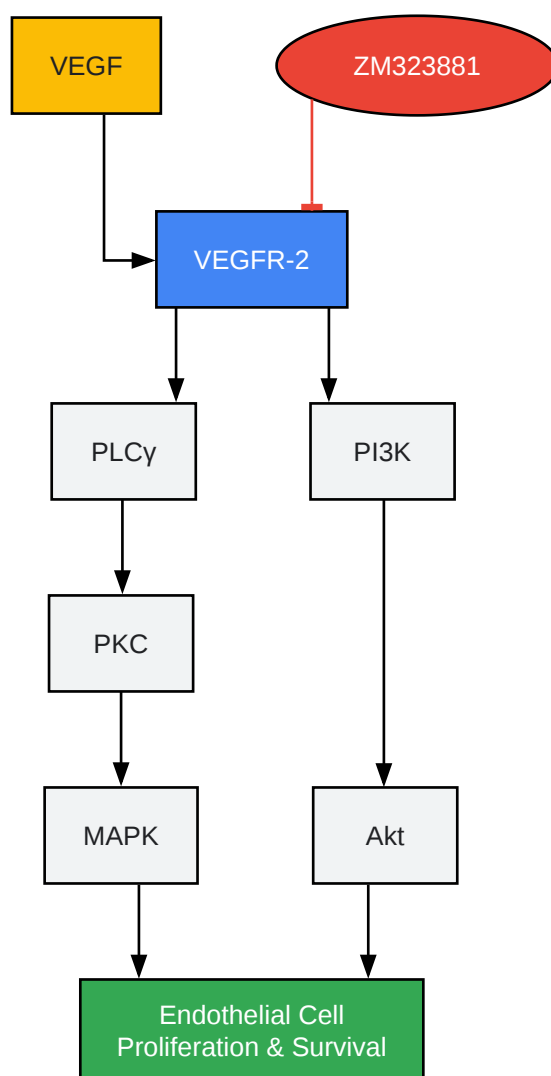 VEGF
ZM323881
VEGFR-2
PLCγ
PI3K
PKC
MAPK
Akt
Endothelial Cell
Proliferation & Survival